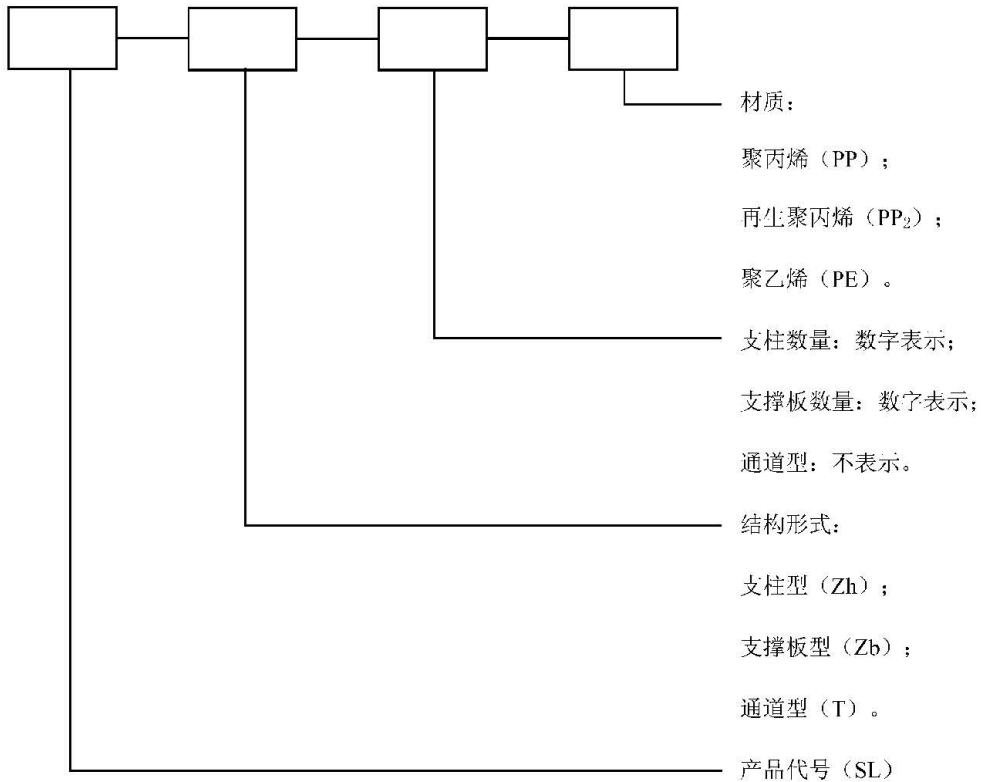 材质：
聚丙烯（PP）；
再生聚丙烯（PP₂）；
聚乙烯（PE）。
支柱数量：数字表示；
支撑板数量：数字表示；
通道型：不表示。
结构形式：
支柱型（Zh）；
支撑板型（Zb）；
通道型（T）。
产品代号（SL）